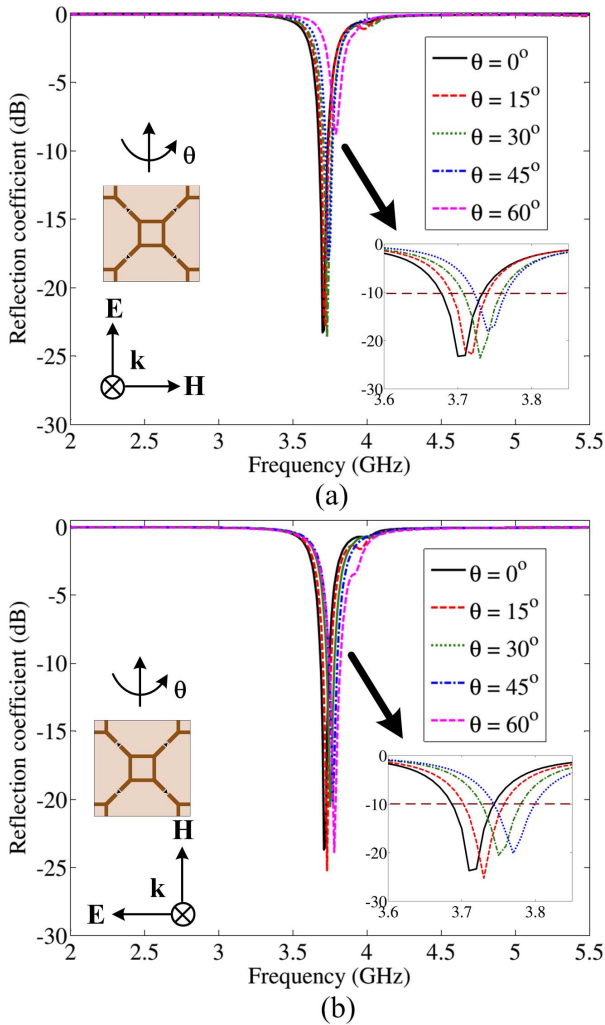 0
-5
-10
-15
-20
-25
-30
Reflection coefficient (dB)
2 2.5 3 3.5 4 4.5 5 5.5
Frequency (GHz)
θ = 0°
θ = 15°
θ = 30°
θ = 45°
θ = 60°
θ
E
k
H
0
-10
-20
-30
3.6 3.7 3.8
(a)
0
-5
-10
-15
-20
-25
-30
Reflection coefficient (dB)
2 2.5 3 3.5 4 4.5 5 5.5
Frequency (GHz)
θ = 0°
θ = 15°
θ = 30°
θ = 45°
θ = 60°
θ
H
k
E
0
-10
-20
-30
3.6 3.7 3.8
(b)